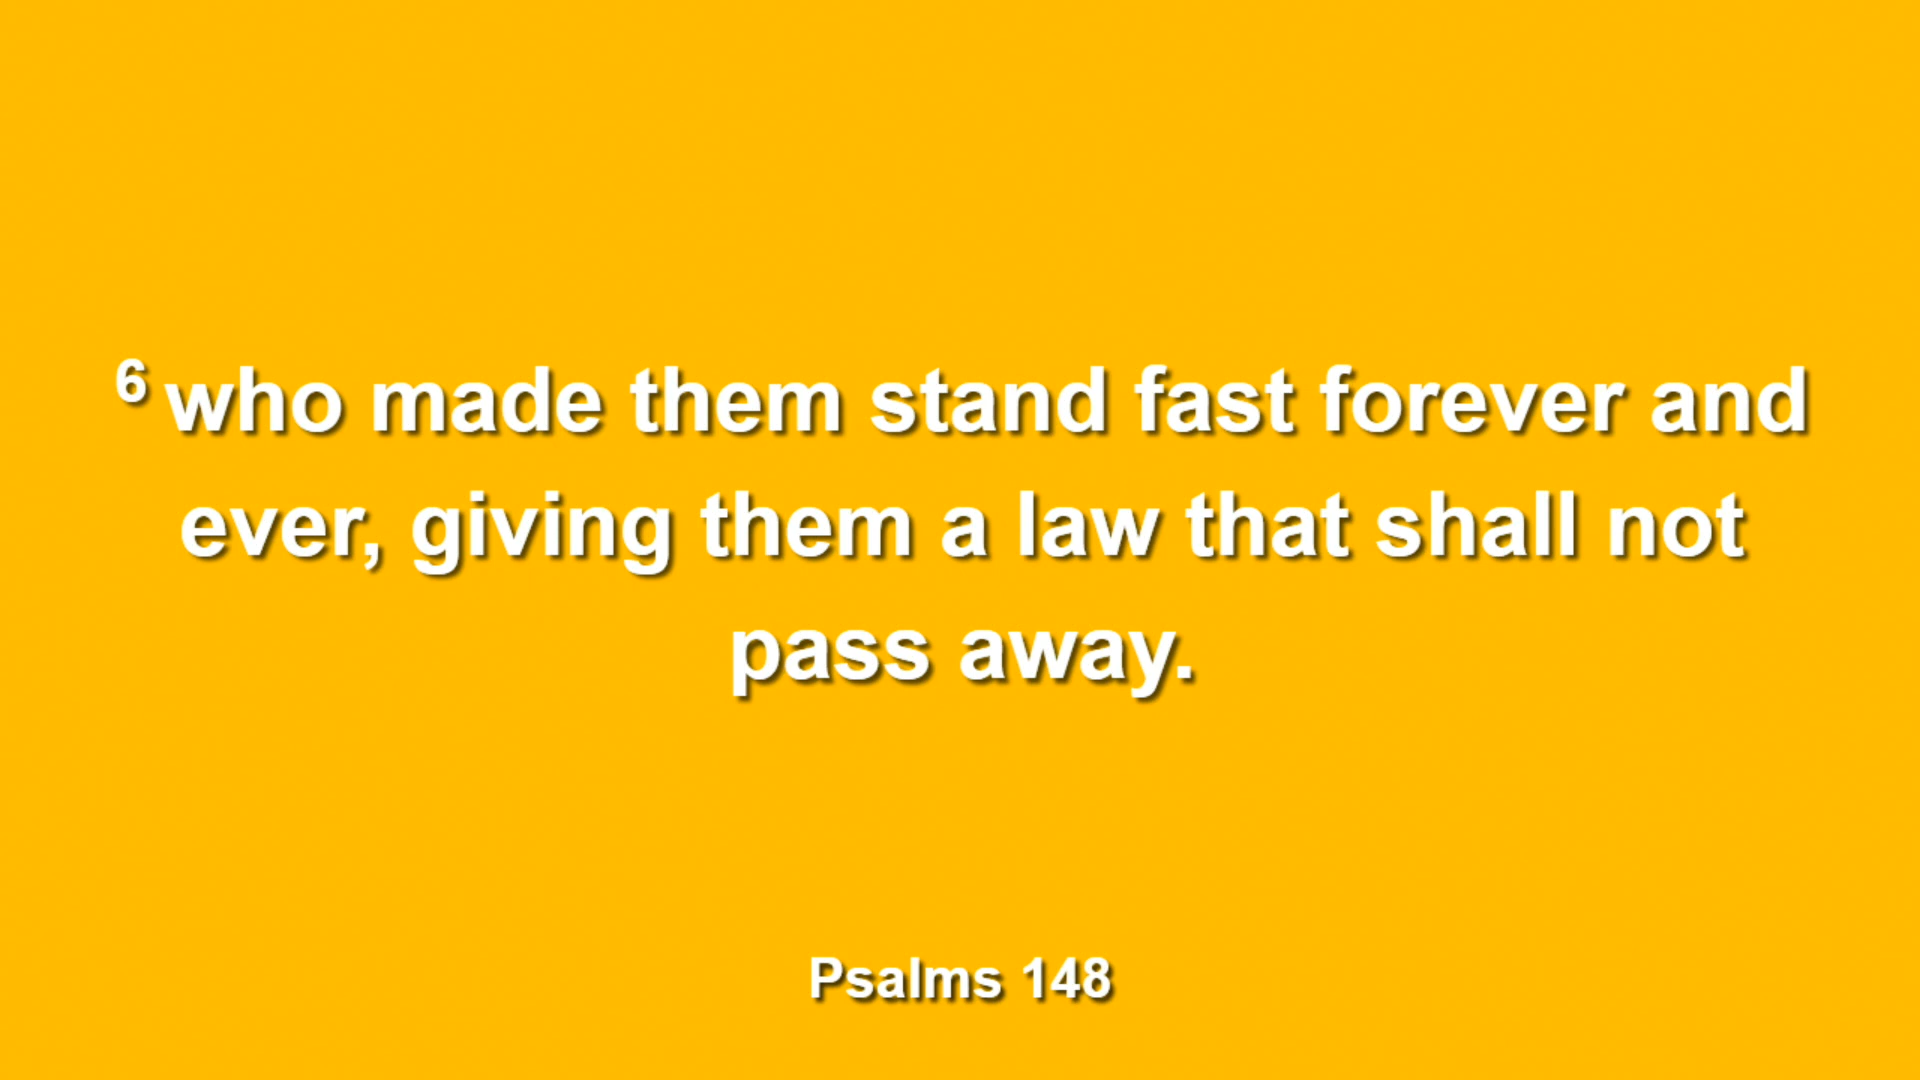 6 who made them stand fast forever and
ever, giving them a law that shall not
pass away.
Psalms 148